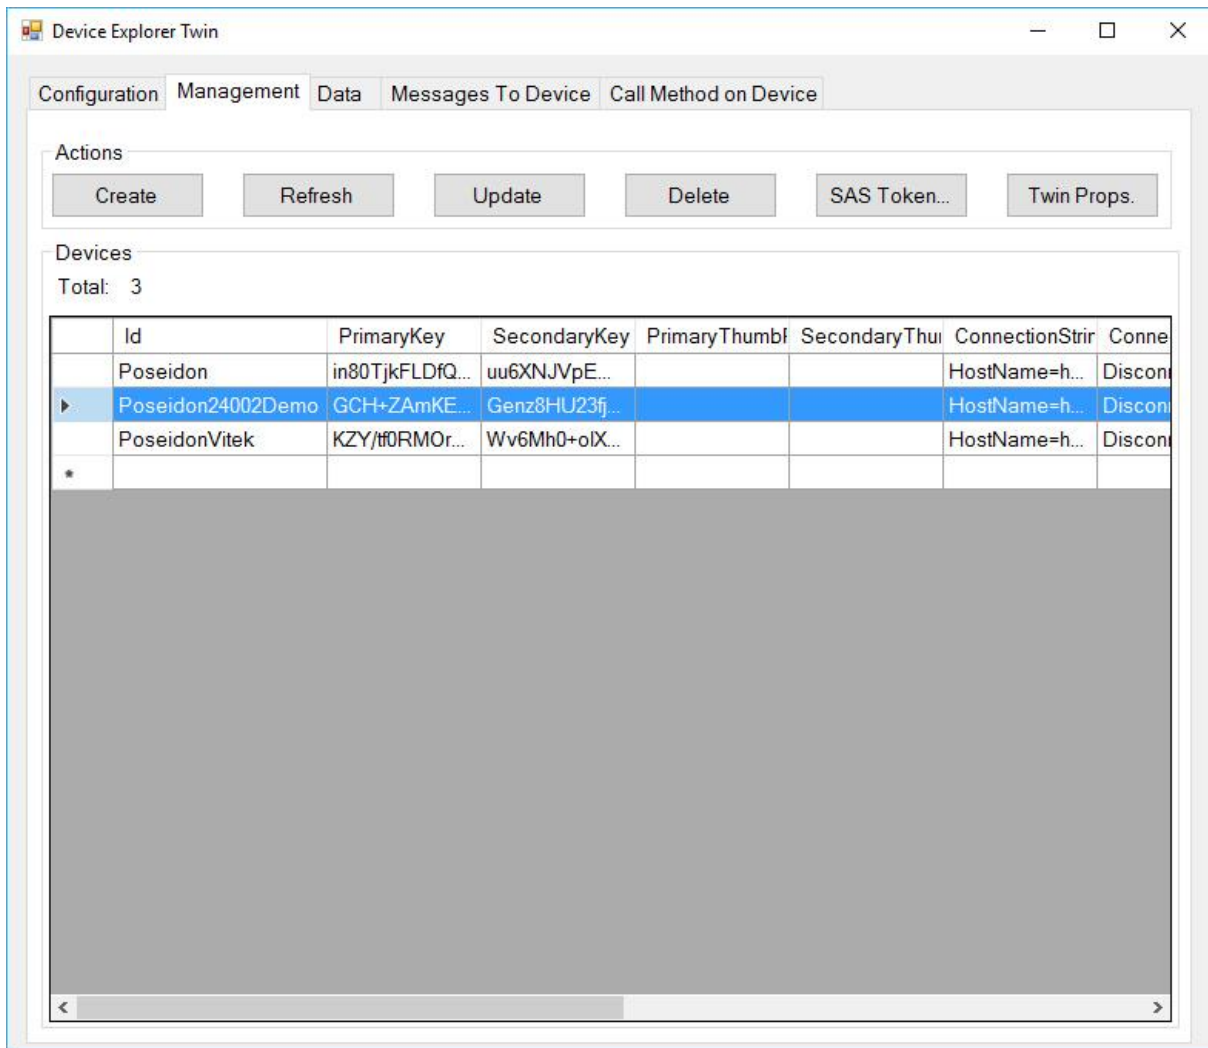 Device Explorer Twin
Configuration Management Data Messages To Device Call Method on Device
Actions
Create Refresh Update Delete SAS Token... Twin Props.
Devices
Total: 3
Id PrimaryKey SecondaryKey PrimaryThumb SecondaryThu ConnectionStrin Conne
Poseidon in80TjkFLDfQ... uu6XNJVpE... HostName=h... Discon
Poseidon24002Demo GCH+ZAmKE... Genz8HU23fj... HostName=h... Discon
PoseidonVitek KZY/tf0RMOr... Wv6Mh0+olX... HostName=h... Discon